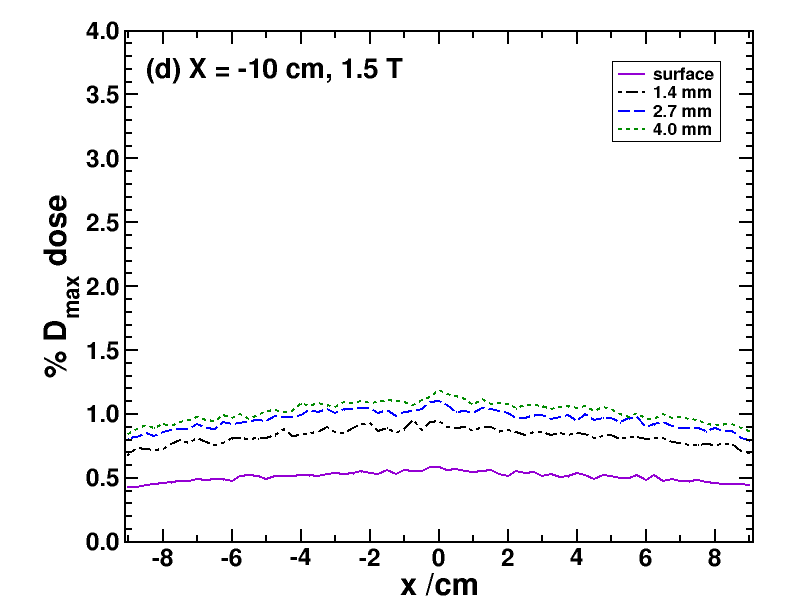 (d) X = -10 cm, 1.5 T
surface
1.4 mm
2.7 mm
4.0 mm
% Dmax dose
4.0
3.5
3.0
2.5
2.0
1.5
1.0
0.5
0.0
-8 -6 -4 -2 0 2 4 6 8
x /cm